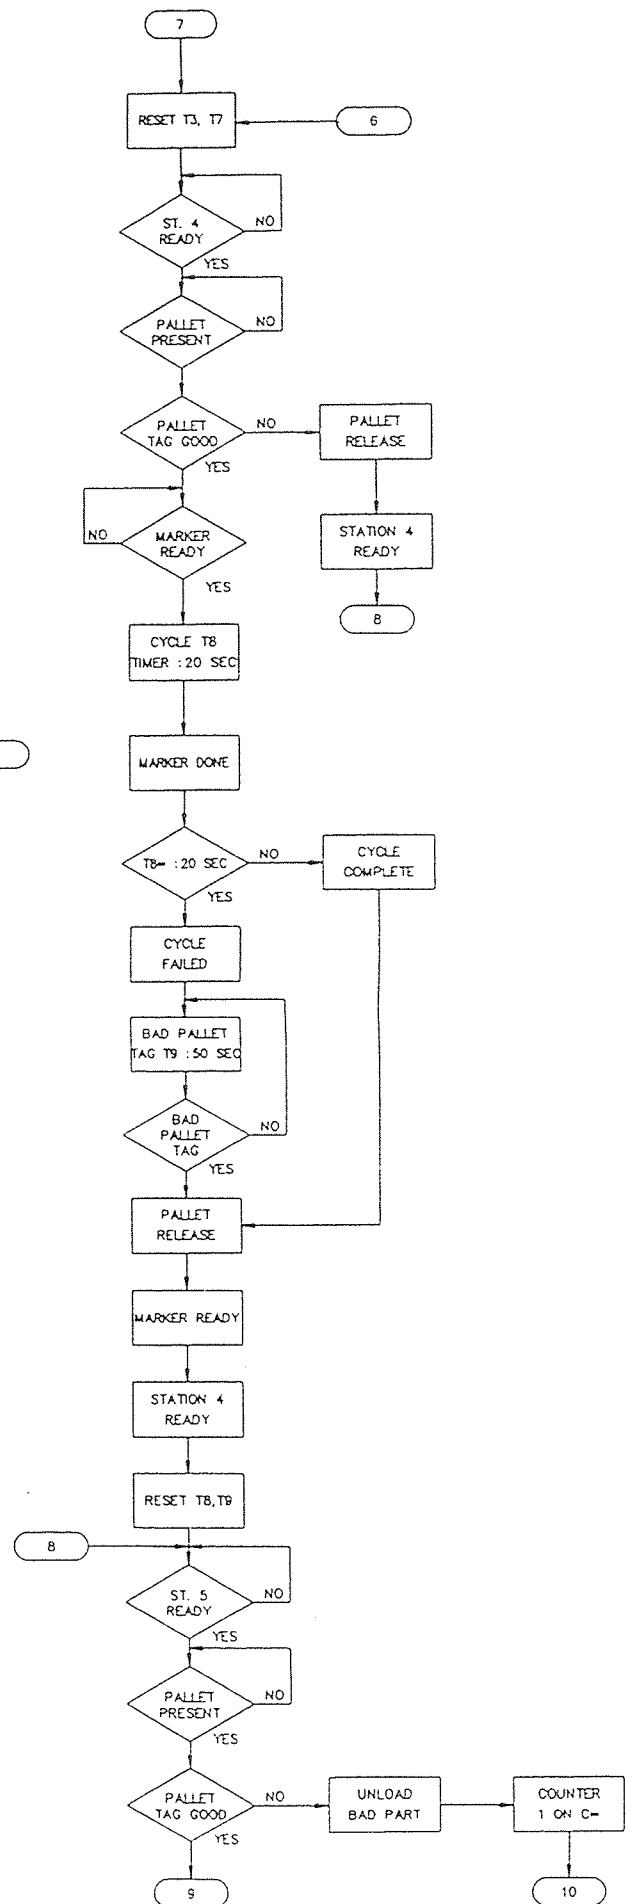 7
RESET T3, T7
6
ST. 4
READY
NO
YES
PALLET
PRESENT
NO
PALLET
TAG GOOD
NO
YES
PALLET
RELEASE
MARKER
READY
NO
YES
STATION 4
READY
8
CYCLE T8
TIMER :20 SEC
MARKER DONE
T8= :20 SEC
NO
YES
CYCLE
COMPLETE
CYCLE
FAILED
BAD PALLET
TAG T9 :50 SEC
BAD
PALLET
TAG
NO
YES
PALLET
RELEASE
MARKER READY
STATION 4
READY
RESET T8,T9
8
ST. 5
READY
NO
YES
PALLET
PRESENT
NO
YES
PALLET
TAG GOOD
NO
YES
UNLOAD
BAD PART
COUNTER
1 ON C=
9
10